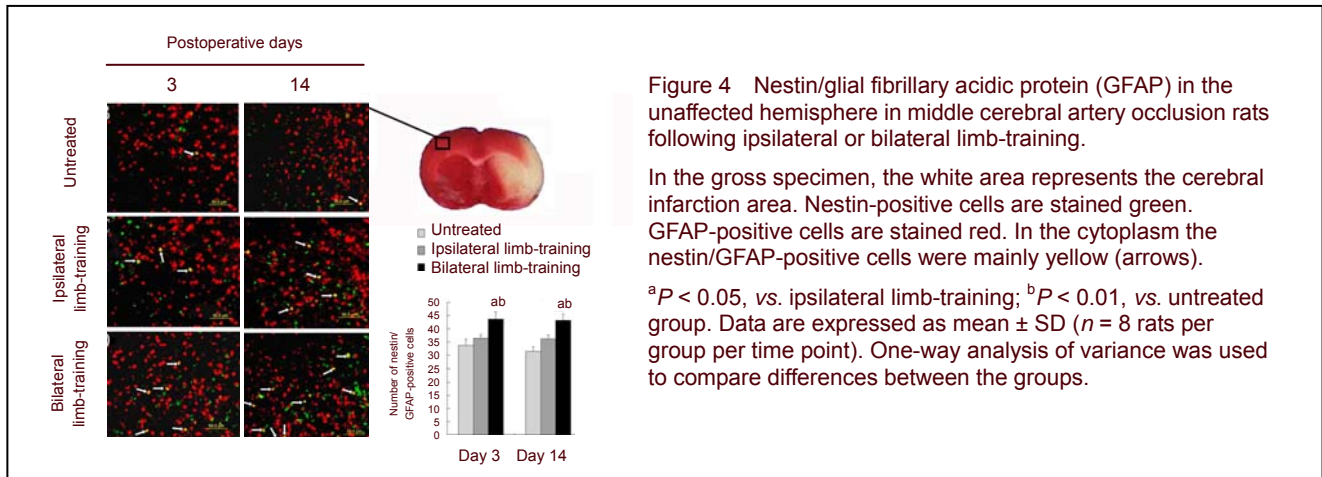 Postoperative days
3 14
Untreated
Ipsilateral
limb-training
Bilateral
limb-training
Untreated
Ipsilateral limb-training
Bilateral limb-training
Number of nestin/
GFAP-positive cells
50
45
40
35
30
25
20
15
10
5
0
ab
ab
Day 3 Day 14
Figure 4 Nestin/glial fibrillary acidic protein (GFAP) in the
unaffected hemisphere in middle cerebral artery occlusion rats
following ipsilateral or bilateral limb-training.
In the gross specimen, the white area represents the cerebral
infarction area. Nestin-positive cells are stained green.
GFAP-positive cells are stained red. In the cytoplasm the
nestin/GFAP-positive cells were mainly yellow (arrows).
ᵃP < 0.05, vs. ipsilateral limb-training; ᵇP < 0.01, vs. untreated
group. Data are expressed as mean ± SD (n = 8 rats per
group per time point). One-way analysis of variance was used
to compare differences between the groups.